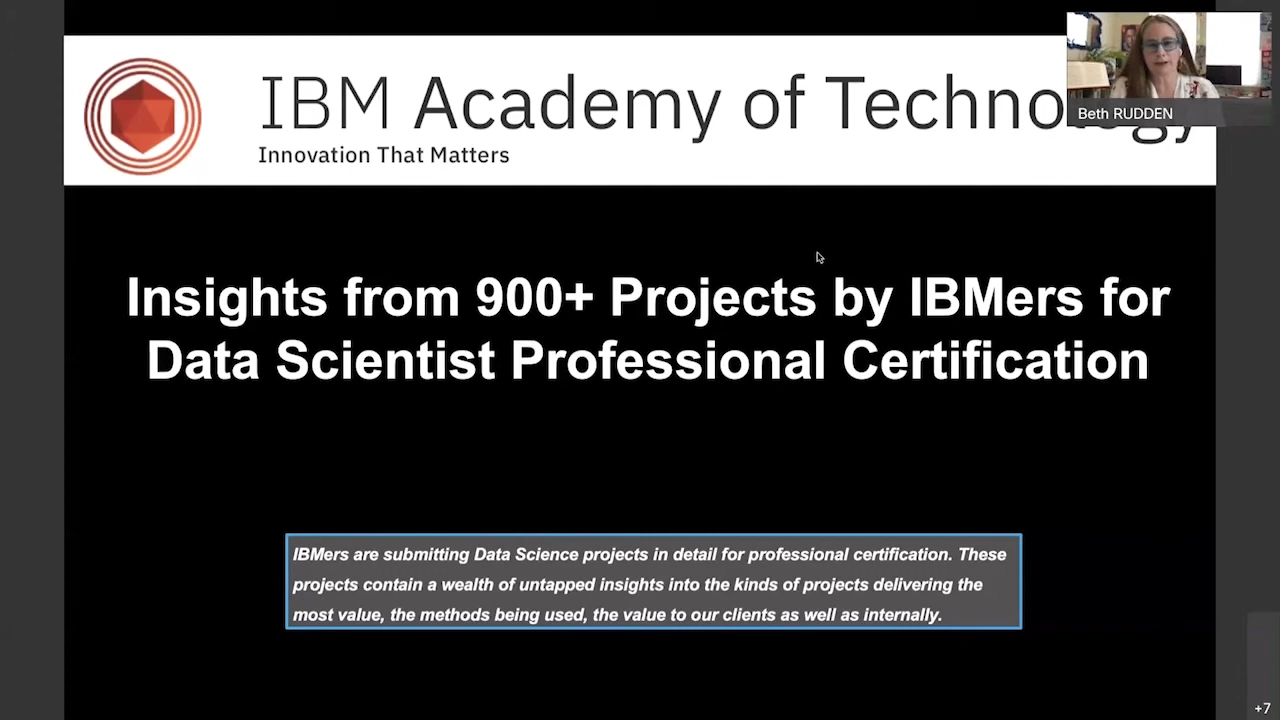 IBM Academy of Technology
Innovation That Matters
Beth RUDDEN
Insights from 900+ Projects by IBMers for
Data Scientist Professional Certification
IBMers are submitting Data Science projects in detail for professional certification. These
projects contain a wealth of untapped insights into the kinds of projects delivering the
most value, the methods being used, the value to our clients as well as internally.
+7